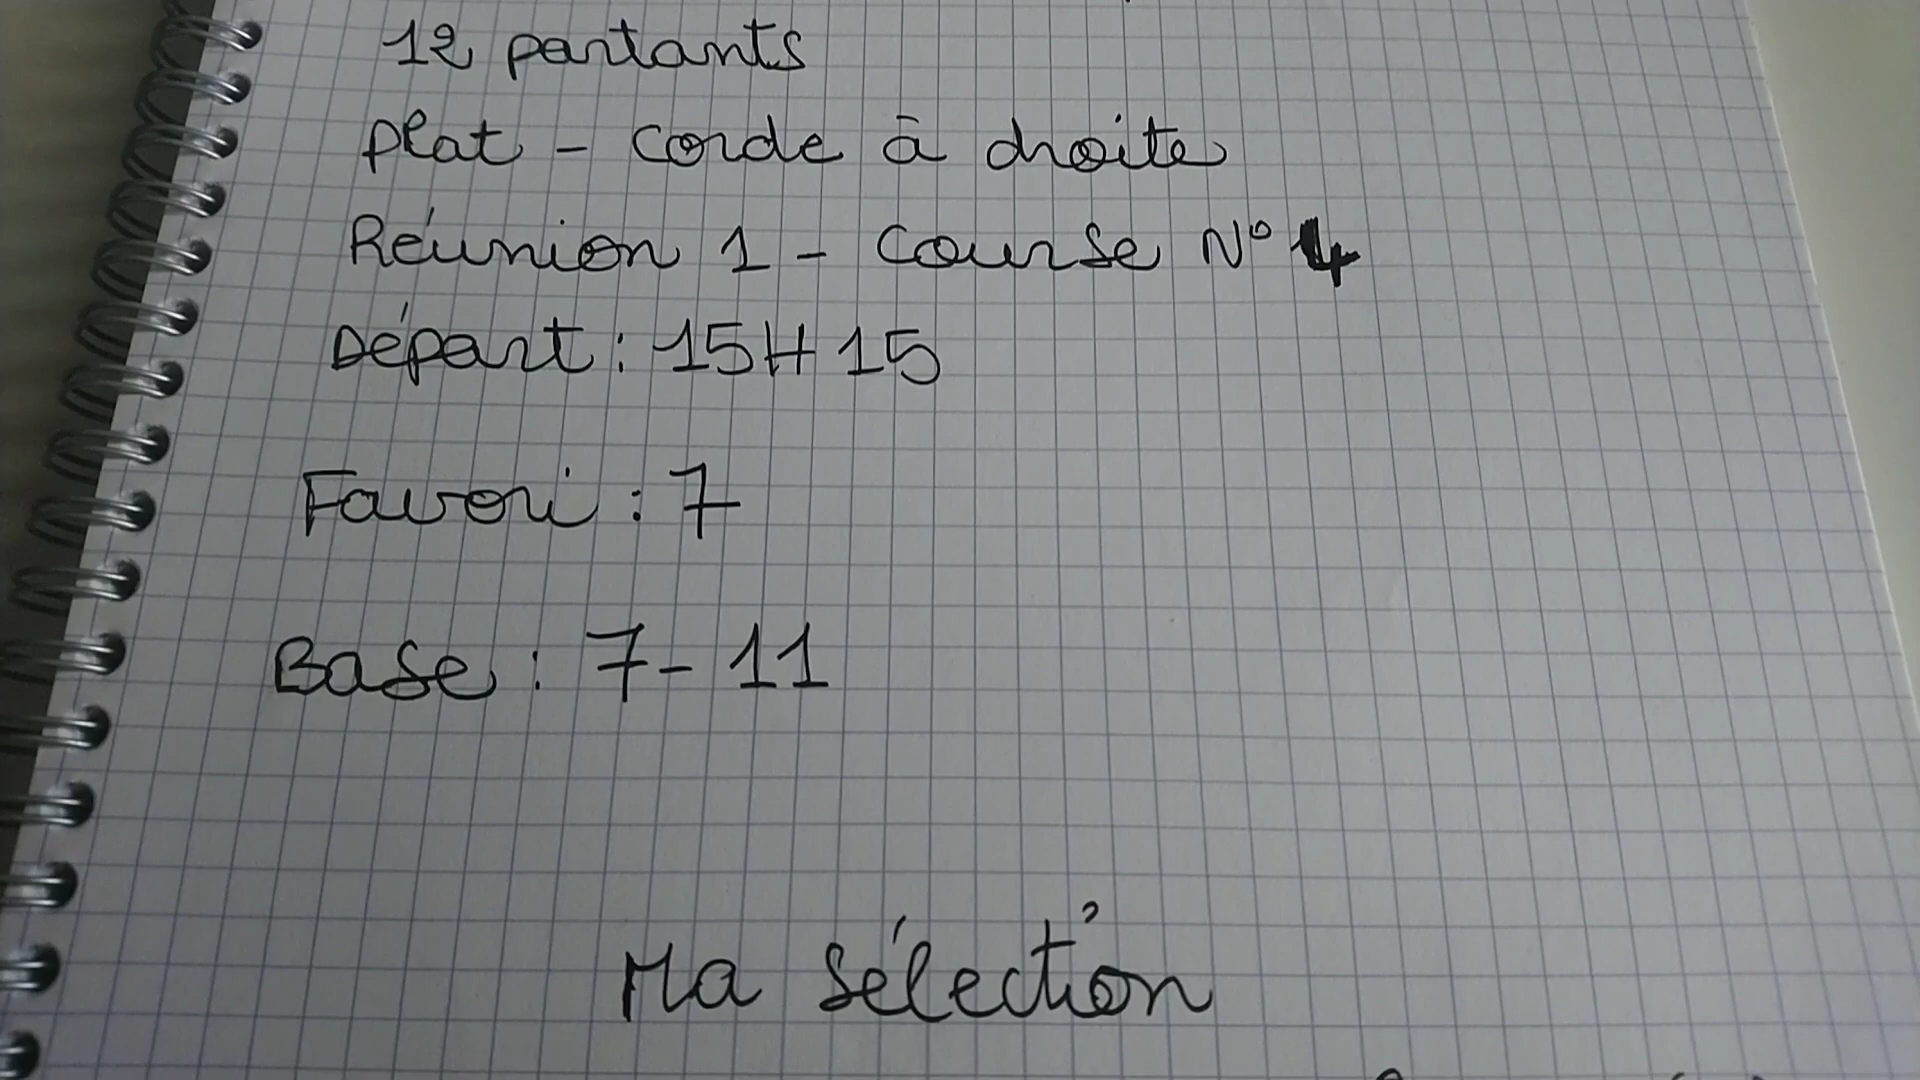 12 partants
Plat - Corde à droite
Réunion 1 - Course N° 4
Départ : 15H15
Favori : 7
Base : 7-11
Ma sélection